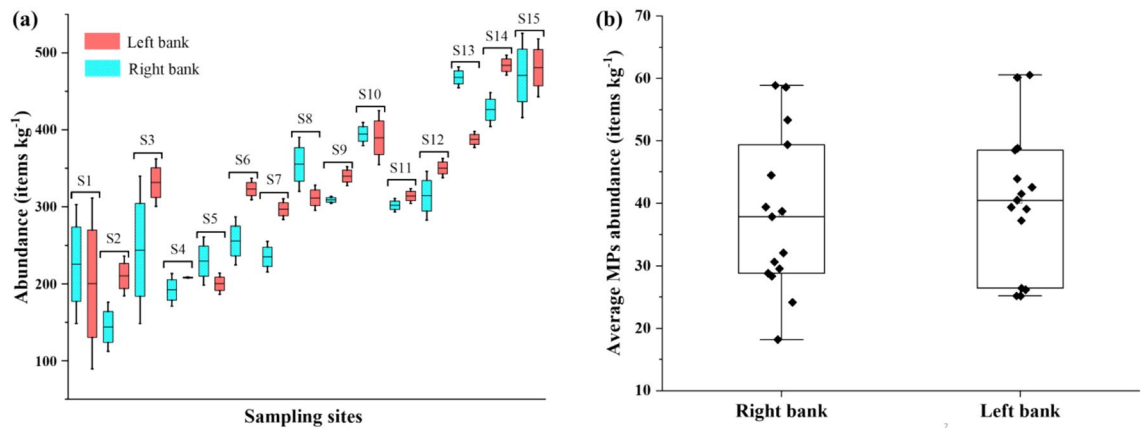 (a)
Left bank
Right bank
Abundance (items kg⁻¹)
500
400
300
200
100
S1
S2
S3
S4
S5
S6
S7
S8
S9
S10
S11
S12
S13
S14
S15
Sampling sites
(b)
Average MPs abundance (items kg⁻¹)
70
60
50
40
30
20
10
Right bank
Left bank
?